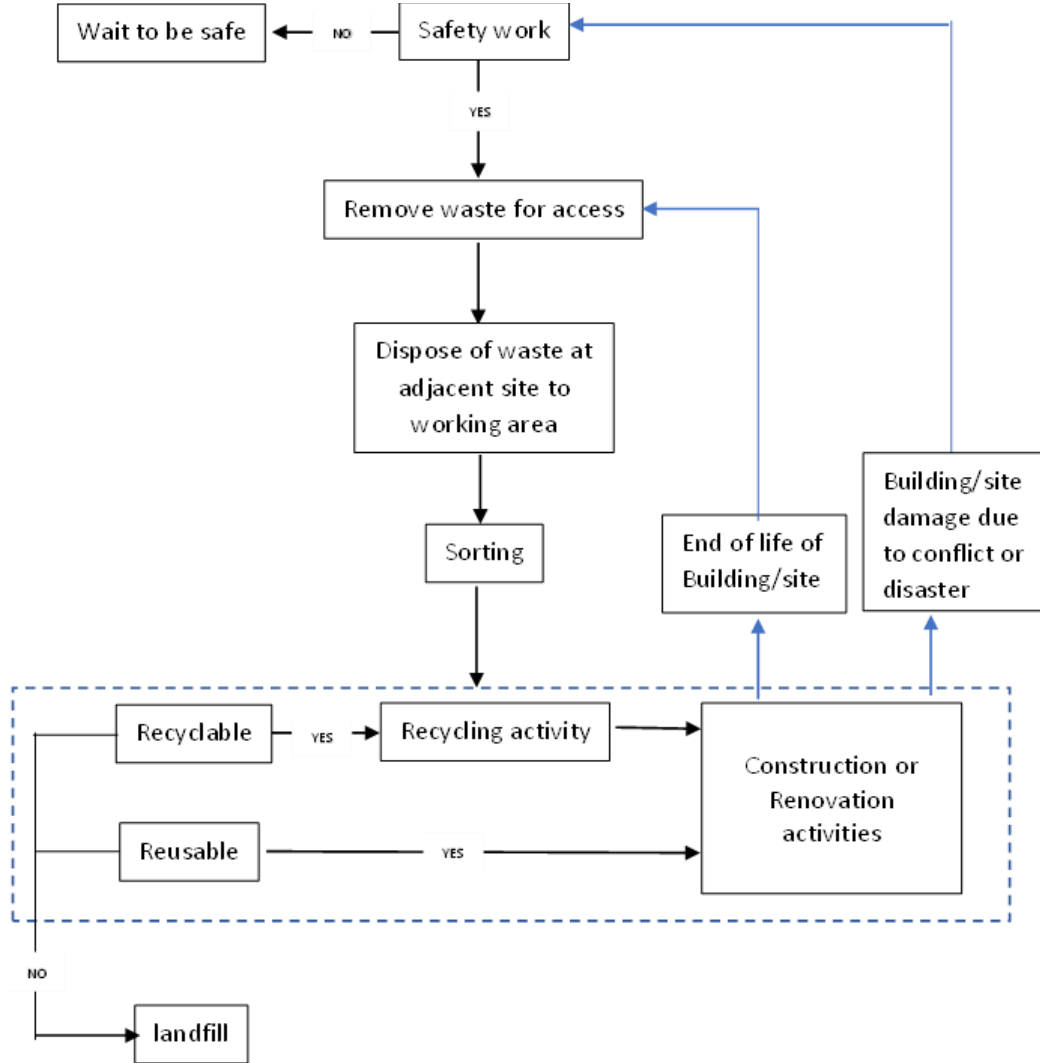 Wait to be safe
NO
Safety work
YES
Remove waste for access
Dispose of waste at
adjacent site to
working area
Sorting
End of life of
Building/site
Building/site
damage due
to conflict or
disaster
Recyclable
YES
Recycling activity
Construction or
Renovation
activities
Reusable
YES
NO
landfill